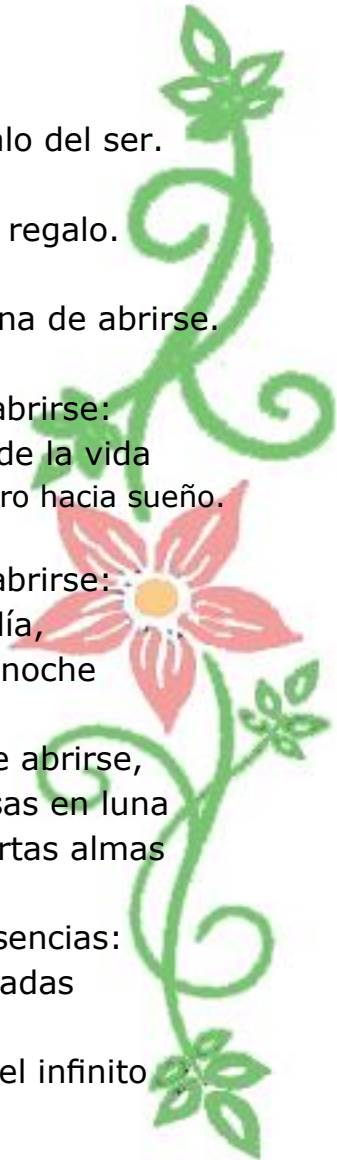 alo del ser.
regalo.
na de abrirse.
abrirse:
de la vida
ro hacia sueño.
abrirse:
ía,
noche
e abrirse,
sas en luna
rtas almas
sencias:
adas
el infinito